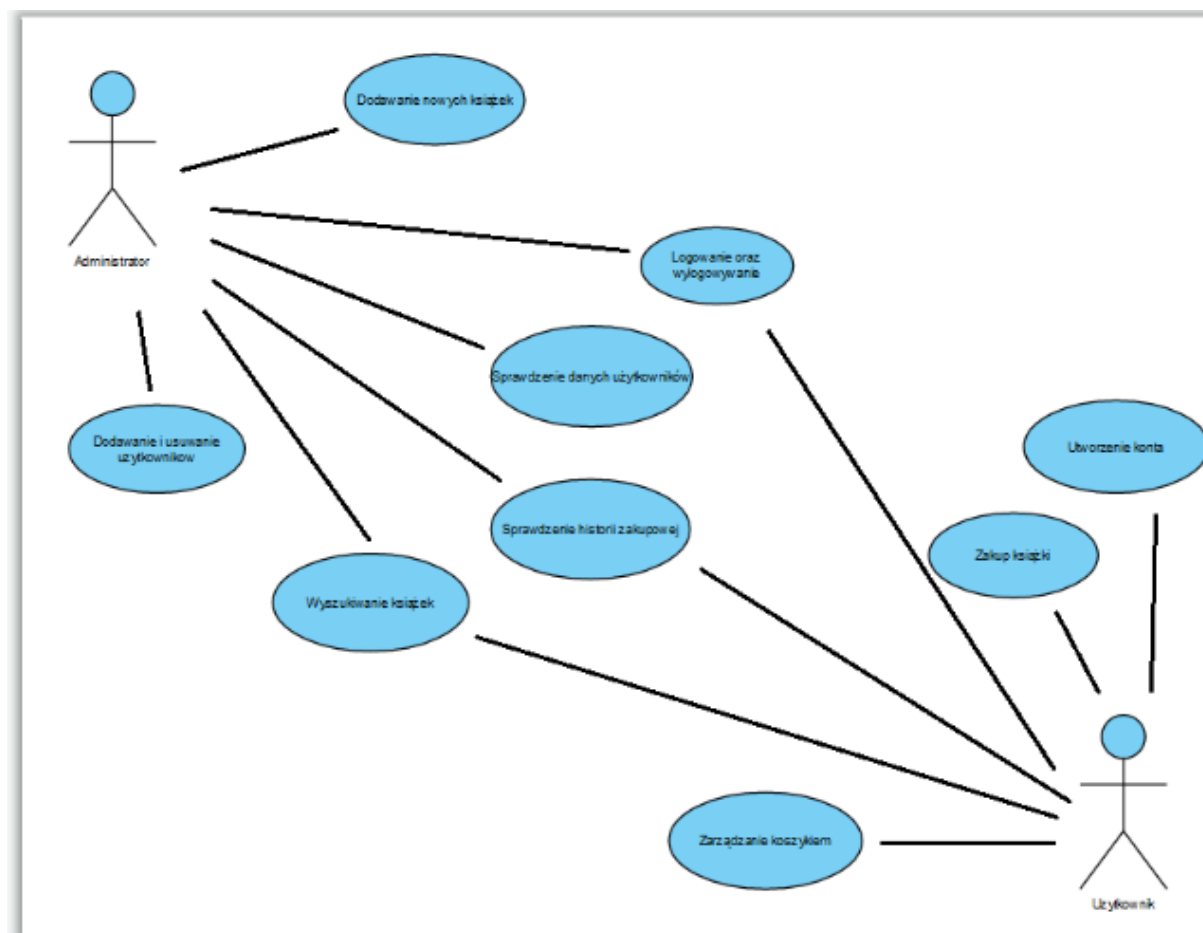 Dodawanie nowych książek
Administrator
Logowanie oraz
wylogowywanie
Sprawdzenie danych użytkowników
Dodawanie i usuwanie
uzytkownikow
Utworzenie konta
Sprawdzenie historii zakupowej
Zakup książki
Wyszukiwanie książek
Zarządzanie koszykiem
Użytkownik